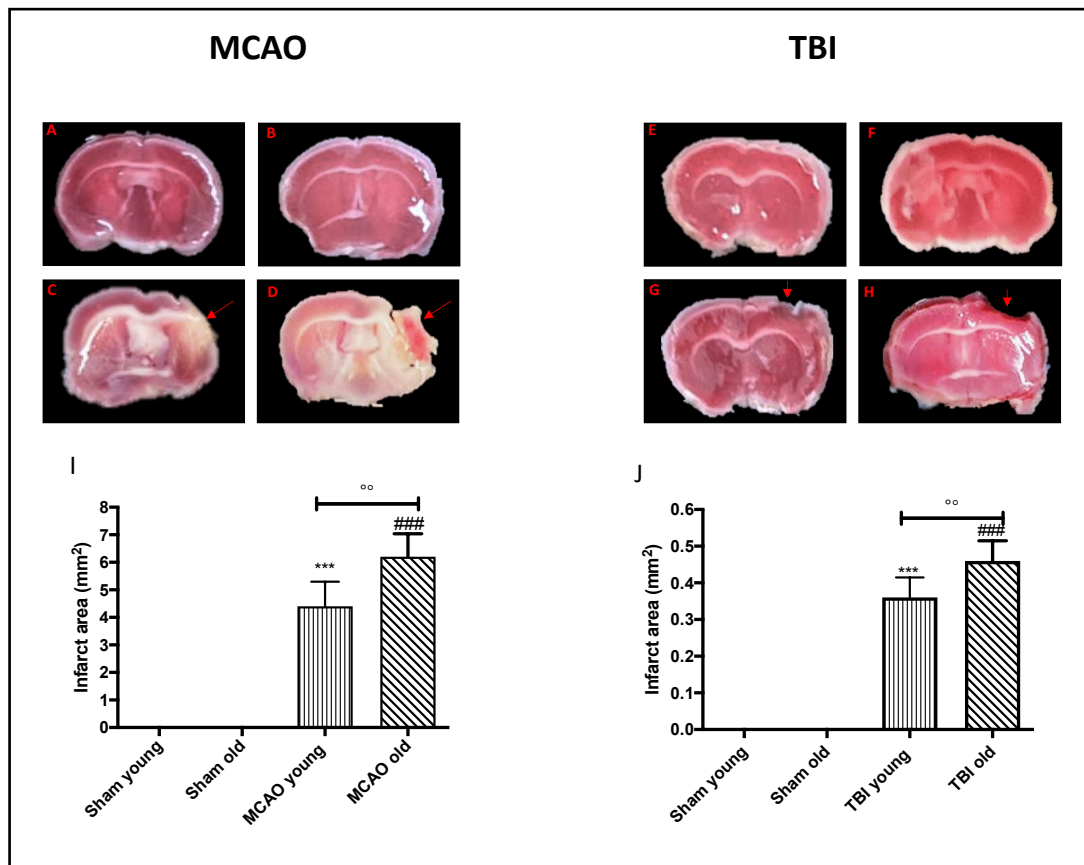 MCAO
TBI
A
B
E
F
C
D
G
H
I
J
°°
###
***
8
7
6
5
4
3
2
1
0
Infarct area (mm²)
Sham young
Sham old
MCAO young
MCAO old
°°
###
***
0.6
0.5
0.4
0.3
0.2
0.1
0.0
Infarct area (mm²)
Sham young
Sham old
TBI young
TBI old